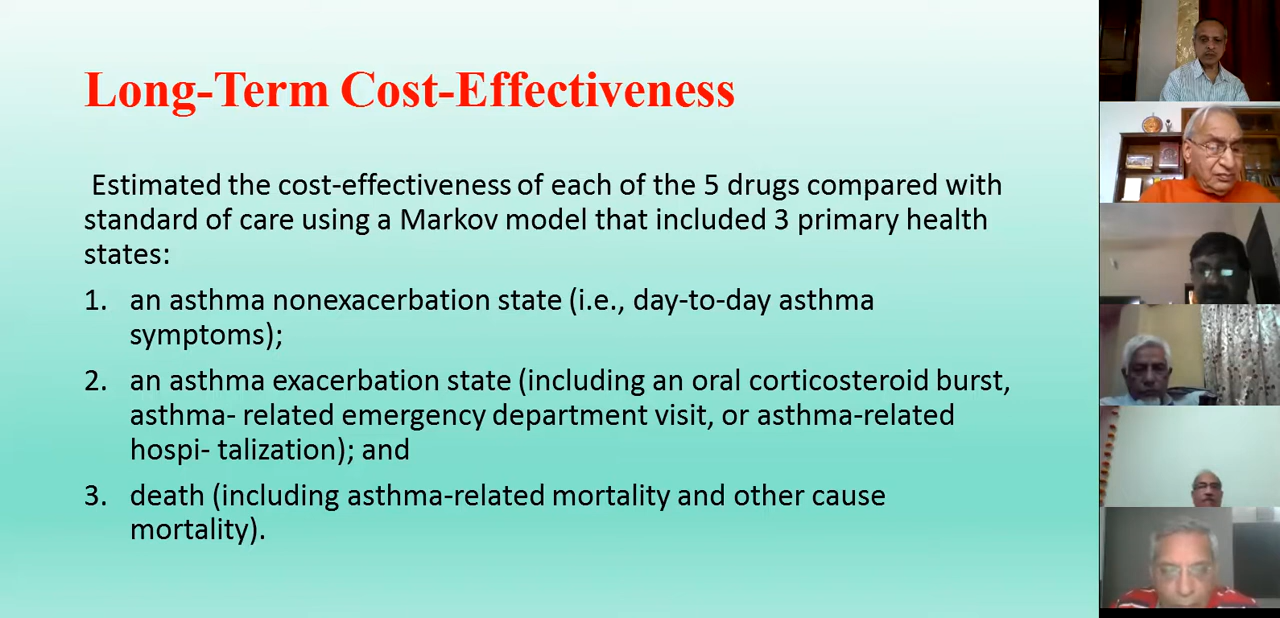 Long-Term Cost-Effectiveness
Estimated the cost-effectiveness of each of the 5 drugs compared with
standard of care using a Markov model that included 3 primary health
states:
1. an asthma nonexacerbation state (i.e., day-to-day asthma
symptoms);
2. an asthma exacerbation state (including an oral corticosteroid burst,
asthma- related emergency department visit, or asthma-related
hospi- talization); and
3. death (including asthma-related mortality and other cause
mortality).